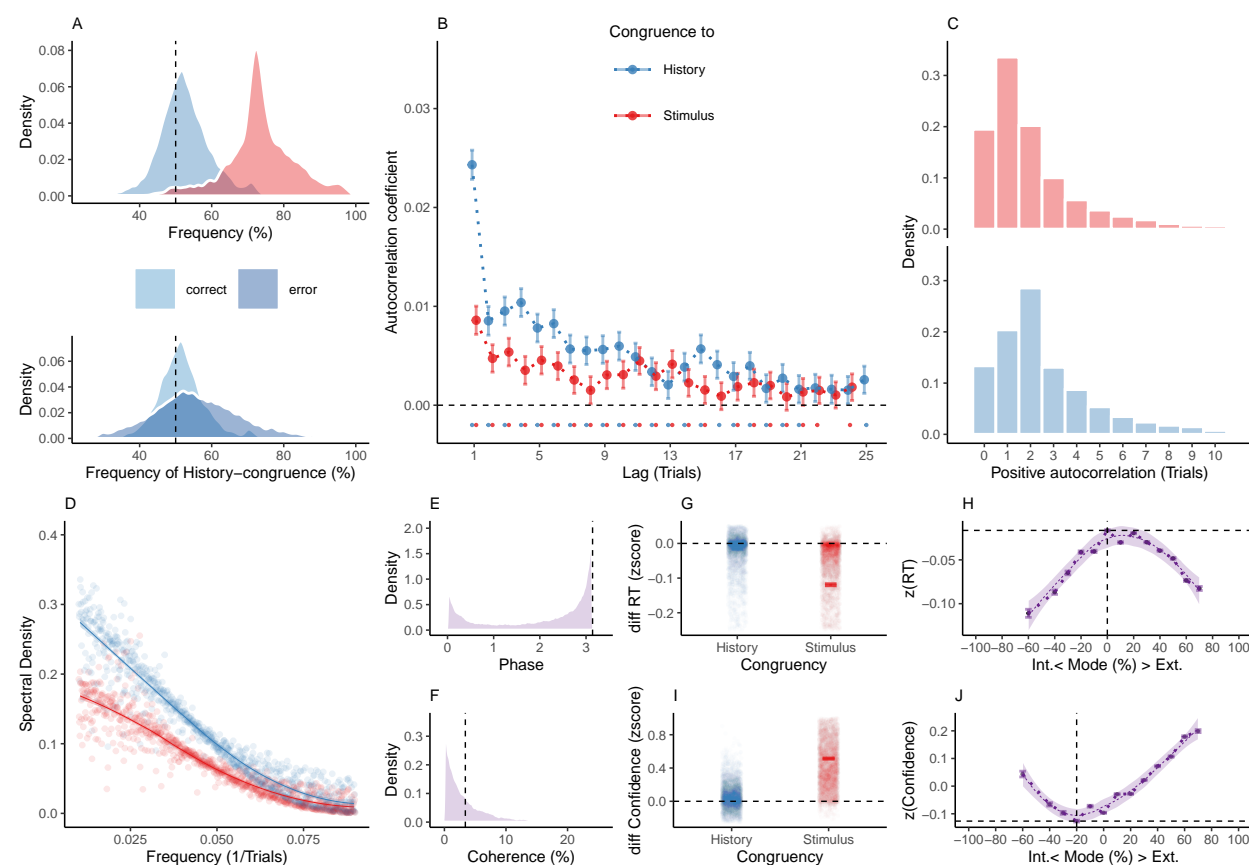 A
Density
0.08
0.06
0.04
0.02
0.00
40 60 80 100
Frequency (%)
correct error
Density
0.06
0.04
0.02
0.00
40 60 80 100
Frequency of History−congruence (%)
B
Congruence to
History
Stimulus
Autocorrelation coefficient
0.03
0.02
0.01
0.00
1 5 9 13 17 21 25
Lag (Trials)
C
Density
0.3
0.2
0.1
0.0
0.3
0.2
0.1
0.0
0 1 2 3 4 5 6 7 8 9 10
Positive autocorrelation (Trials)
D
Spectral Density
0.4
0.3
0.2
0.1
0.0
0.025 0.050 0.075
Frequency (1/Trials)
E
Density
2.0
1.5
1.0
0.5
0.0
0 1 2 3
Phase
F
Density
0.3
0.2
0.1
0.0
0 10 20
Coherence (%)
G
diff RT (zscore)
0.0
−0.1
−0.2
History Stimulus
Congruency
H
z(RT)
−0.05
−0.10
−100 −80 −60 −40 −20 0 20 40 60 80 100
Int.< Mode (%) > Ext.
I
diff Confidence (zscore)
0.8
0.4
0.0
History Stimulus
Congruency
J
z(Confidence)
0.2
0.1
0.0
−0.1
−100 −80 −60 −40 −20 0 20 40 60 80 100
Int.< Mode (%) > Ext.